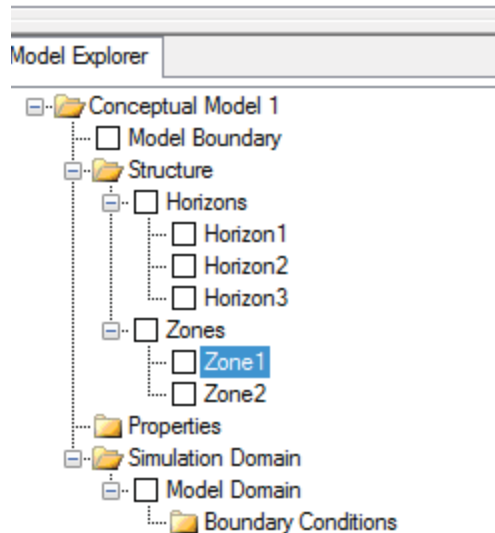 Model Explorer
Conceptual Model 1
Model Boundary
Structure
Horizons
Horizon1
Horizon2
Horizon3
Zones
Zone1
Zone2
Properties
Simulation Domain
Model Domain
Boundary Conditions